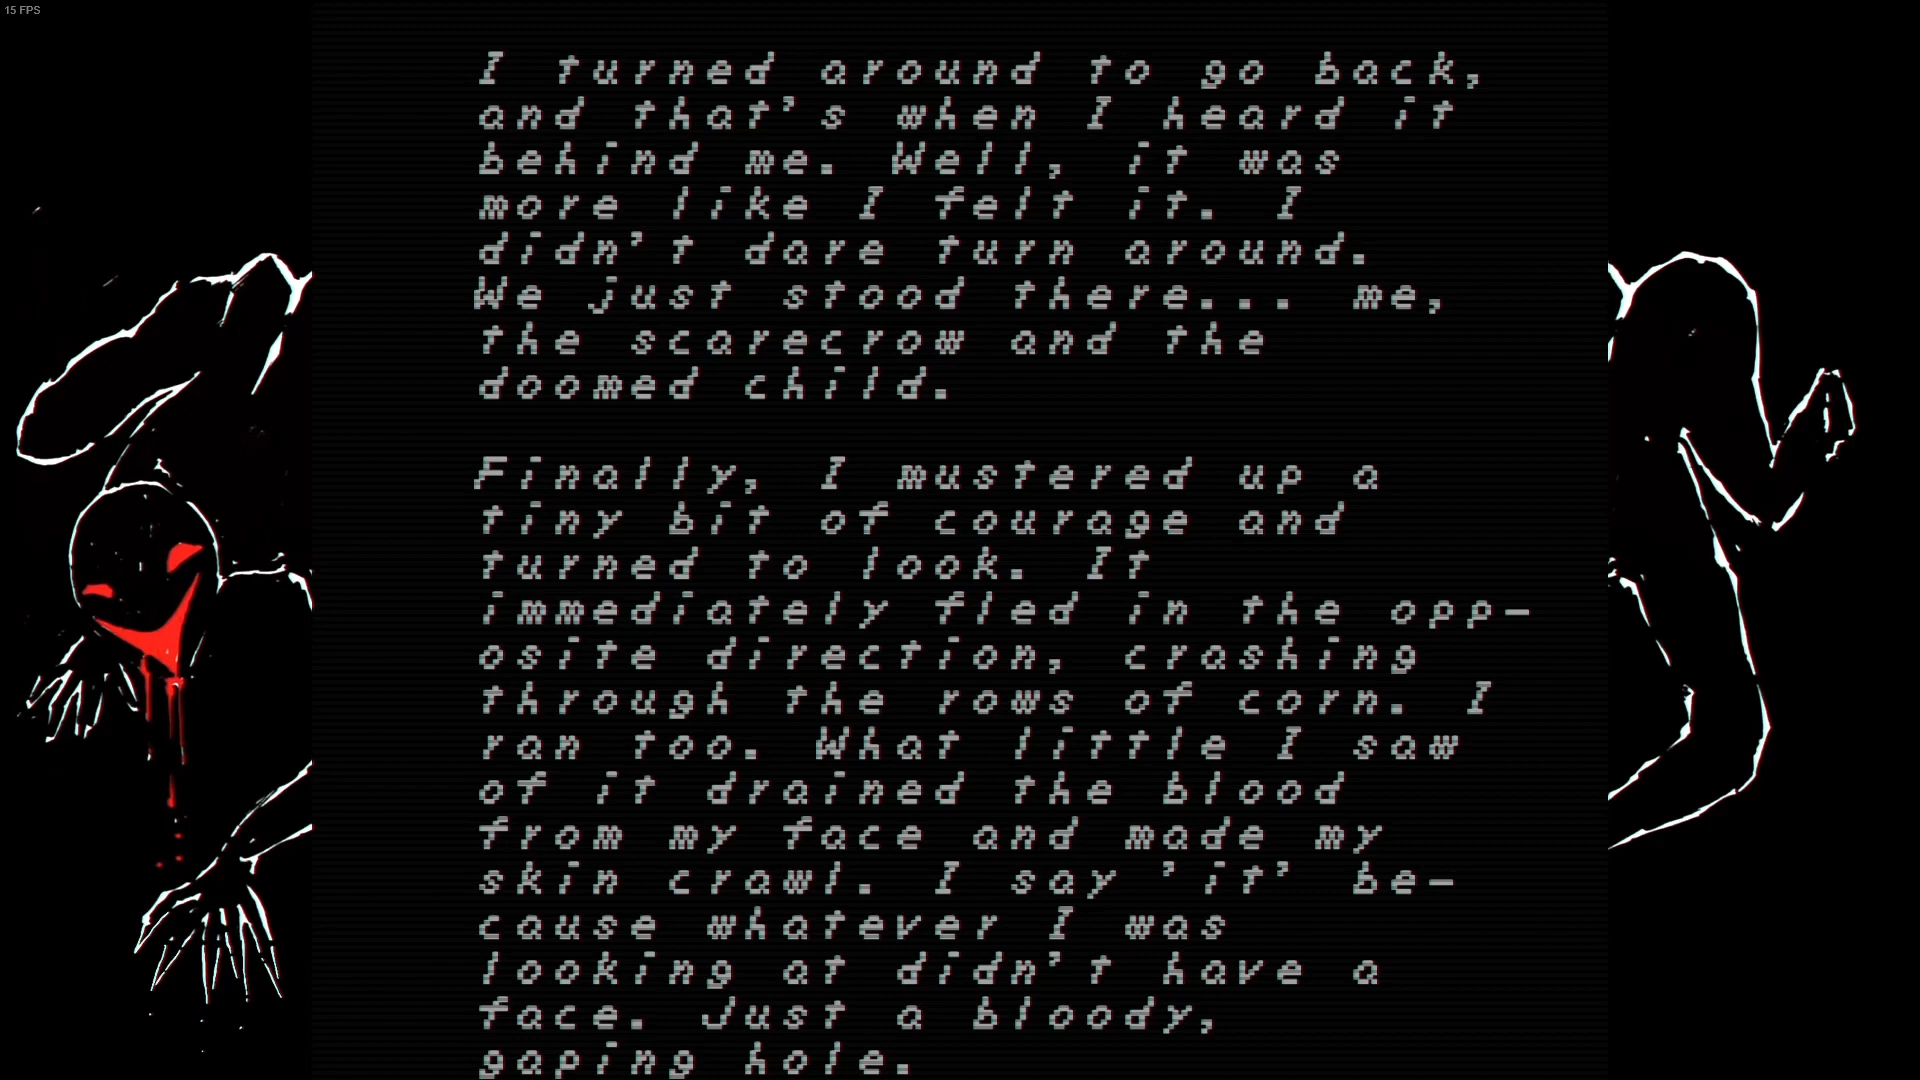 15 FPS
I turned around to go back,
and that's when I heard it
behind me. Well, it was
more like I felt it. I
didn't dare turn around.
We just stood there... me,
the scarecrow and the
doomed child.
Finally, I mustered up a
tiny bit of courage and
turned to look. It
immediately fled in the opp-
osite direction, crashing
through the rows of corn. I
ran too. What little I saw
of it drained the blood
from my face and made my
skin crawl. I say 'it' be-
cause whatever I was
looking at didn't have a
face. Just a bloody,
gaping hole.